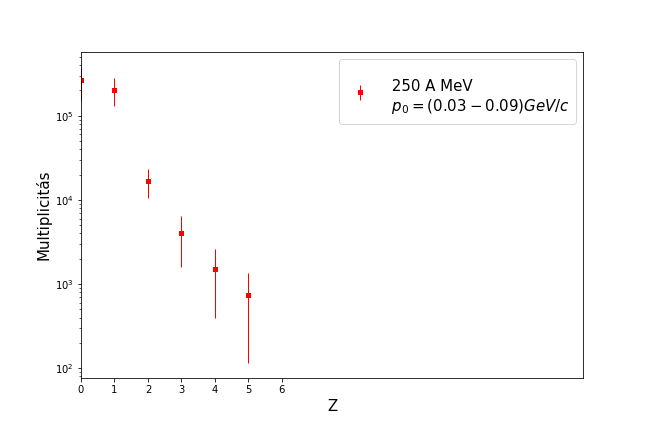 250 A MeV
p₀ = (0.03 − 0.09)GeV/c
Multiplicitás
10⁵
10⁴
10³
10²
0 1 2 3 4 5 6
Z